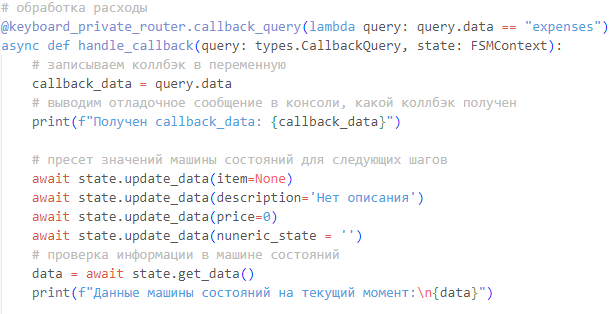 # обработка расходы
@keyboard_private_router.callback_query(lambda query: query.data == "expenses")
async def handle_callback(query: types.CallbackQuery, state: FSMContext):
    # записываем коллбэк в переменную
    callback_data = query.data
    # выводим отладочное сообщение в консоли, какой коллбэк получен
    print(f"Получен callback_data: {callback_data}")

    # пресет значений машины состояний для следующих шагов
    await state.update_data(item=None)
    await state.update_data(description='Нет описания')
    await state.update_data(price=0)
    await state.update_data(nuneric_state = '')
    # проверка информации в машине состояний
    data = await state.get_data()
    print(f"Данные машины состояний на текущий момент:\n{data}")